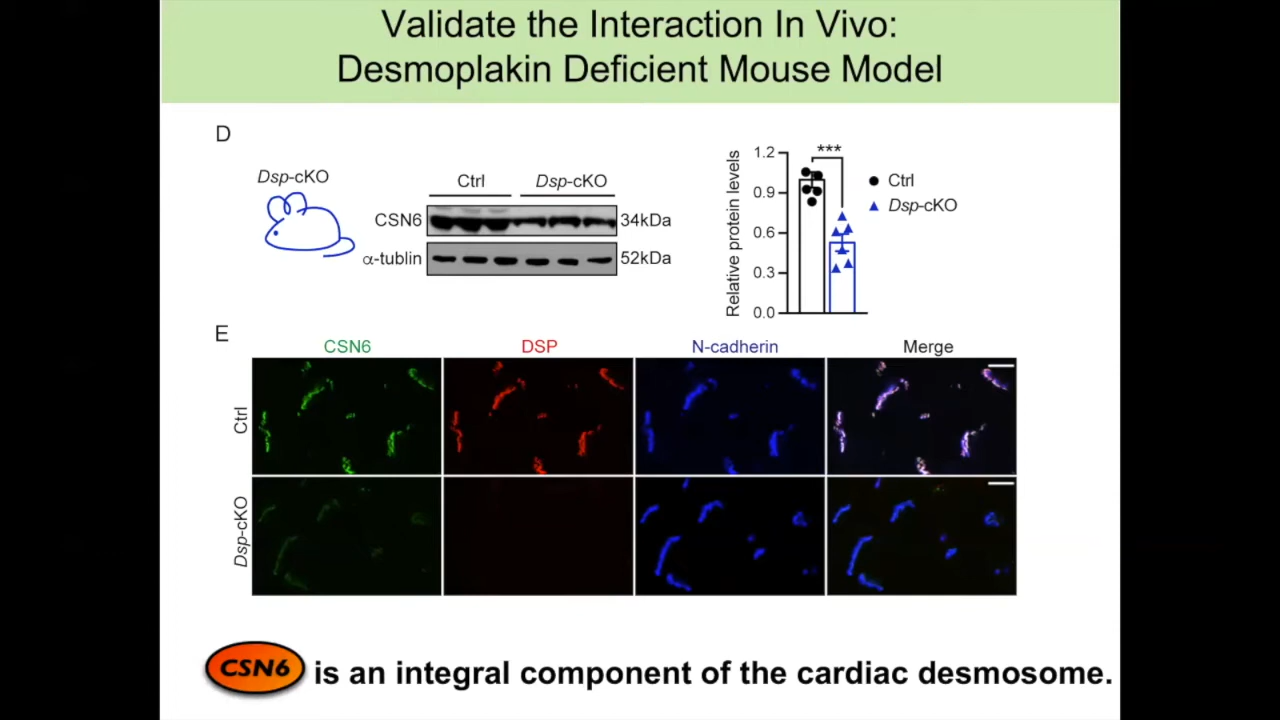 Validate the Interaction In Vivo:
Desmoplakin Deficient Mouse Model
D
Dsp-cKO
Ctrl Dsp-cKO
CSN6 34kDa
α-tublin 52kDa
Relative protein levels
1.2
0.9
0.6
0.3
0.0
***
Ctrl
Dsp-cKO
E
CSN6 DSP N-cadherin Merge
Ctrl
Dsp-cKO
CSN6 is an integral component of the cardiac desmosome.